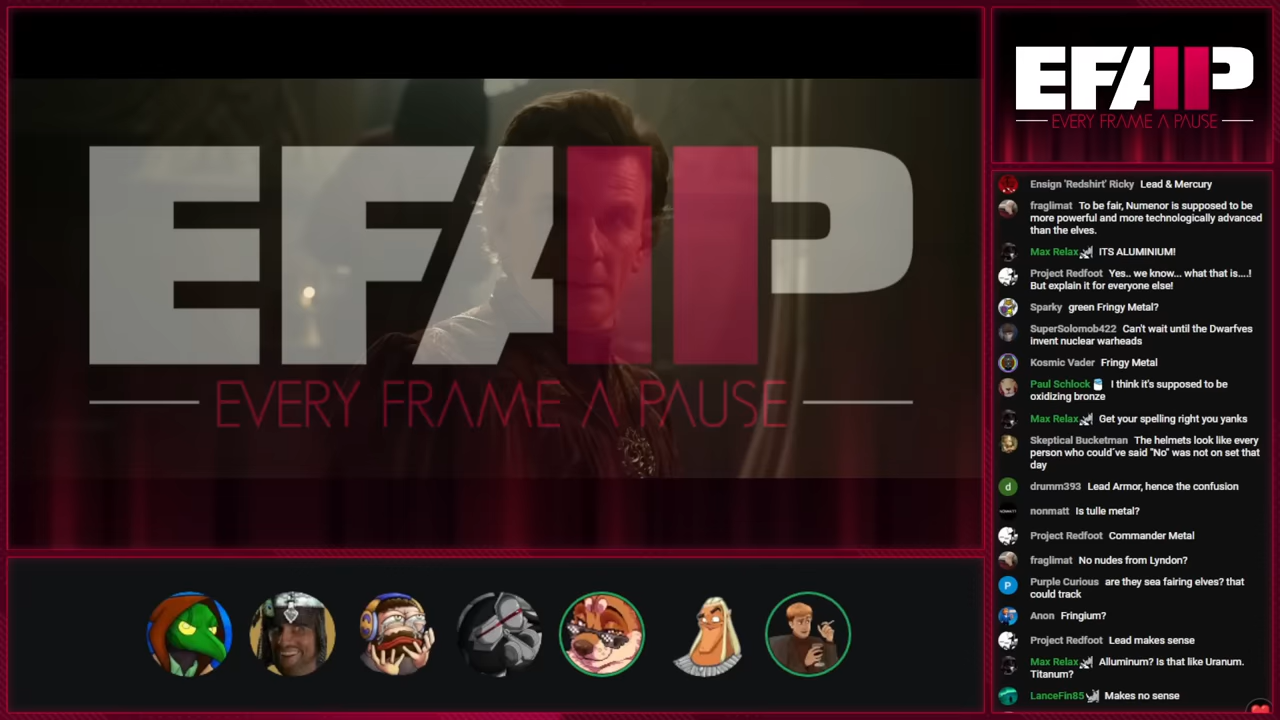 EFAP
EVERY FRAME A PAUSE
EFAP
EVERY FRAME A PAUSE
Ensign 'Redshirt' Ricky Lead & Mercury
fraglimat To be fair, Numenor is supposed to be
more powerful and more technologically advanced
than the elves.
Max Relax ITS ALUMINIUM!
Project Redfoot Yes.. we know... what that is....!
But explain it for everyone else!
Sparky green Fringy Metal?
SuperSolomob422 Can't wait until the Dwarfves
invent nuclear warheads
Kosmic Vader Fringy Metal
Paul Schlock I think it's supposed to be
oxidizing bronze
Max Relax Get your spelling right you yanks
Skeptical Bucketman The helmets look like every
person who could´ve said "No" was not on set that
day
d
drumm393 Lead Armor, hence the confusion
nonmatt Is tulle metal?
Project Redfoot Commander Metal
fraglimat No nudes from Lyndon?
P
Purple Curious are they sea fairing elves? that
could track
Anon Fringium?
Project Redfoot Lead makes sense
Max Relax Alluminum? Is that like Uranum.
Titanum?
LanceFin85 Makes no sense